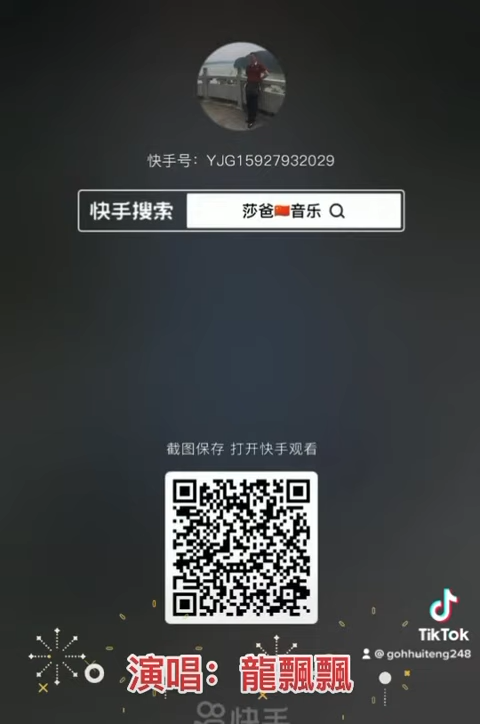 快手号：YJG15927932029
快手搜索 莎爸🇨🇳音乐
截图保存 打开快手观看
TikTok
@ gohhuiteng248
演唱：龍飄飄
快手